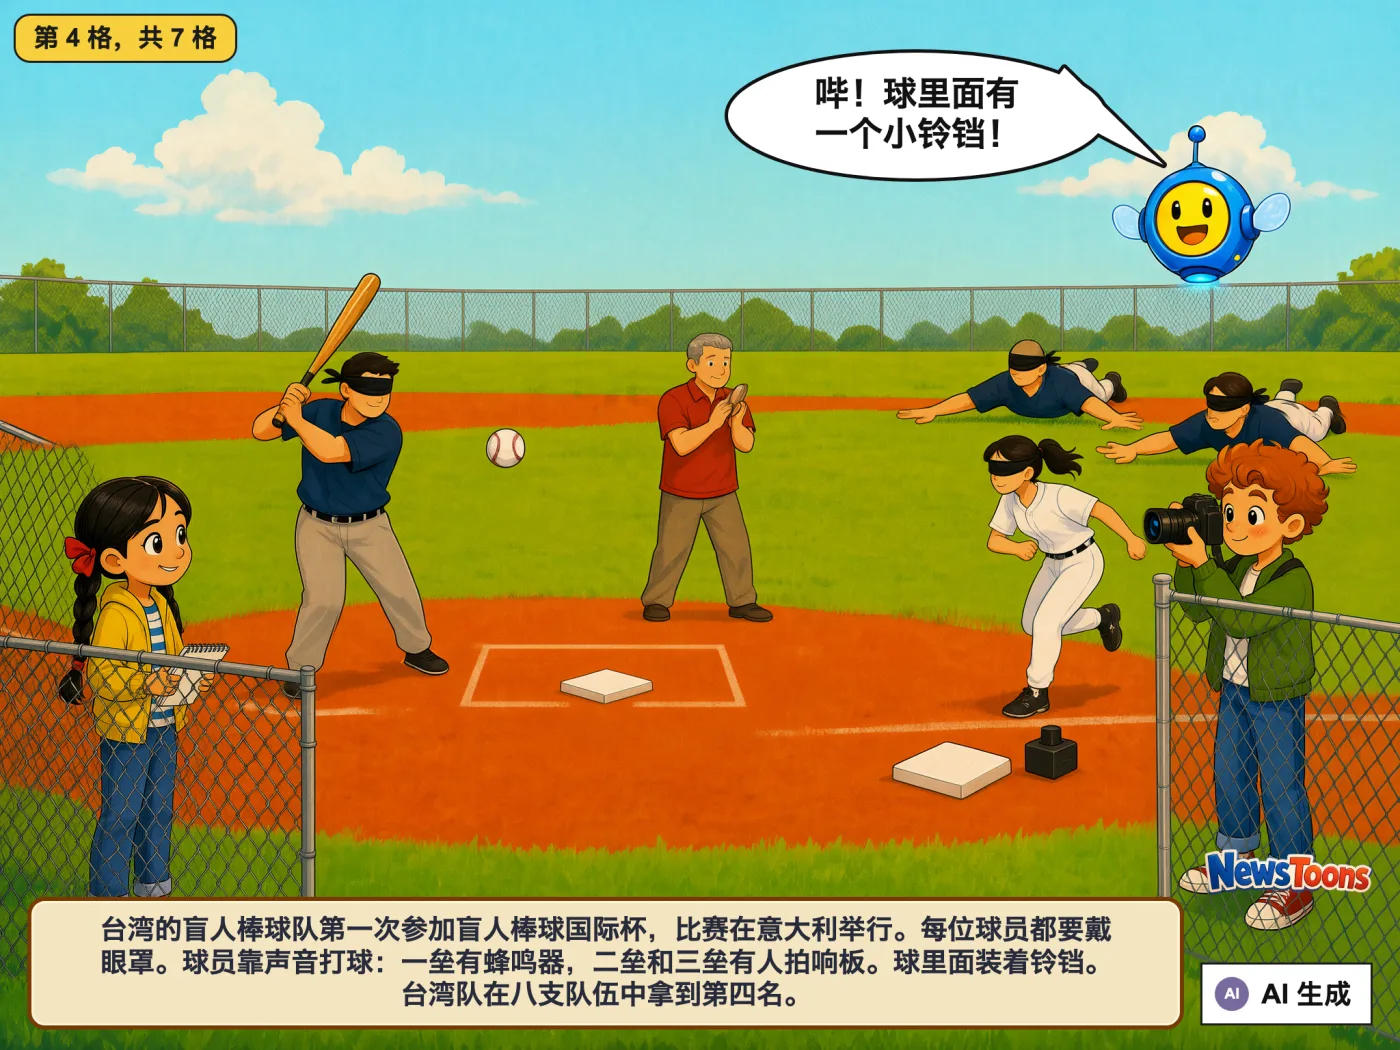 第 4 格，共 7 格
哔！球里面有
一个小铃铛！
NewsToons
台湾的盲人棒球队第一次参加盲人棒球国际杯，比赛在意大利举行。每位球员都要戴
眼罩。球员靠声音打球：一垒有蜂鸣器，二垒和三垒有人拍响板。球里面装着铃铛。
台湾队在八支队伍中拿到第四名。
AI AI 生成